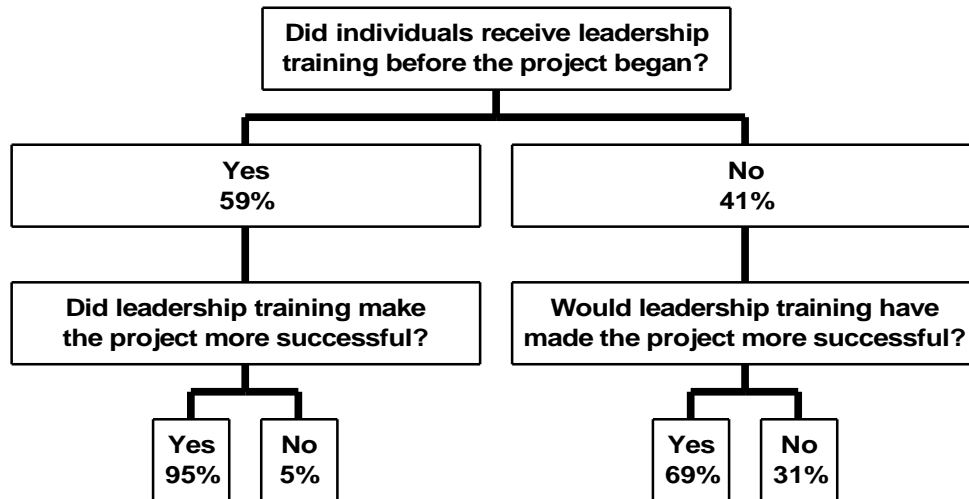 Did individuals receive leadership
training before the project began?
Yes
59%
No
41%
Did leadership training make
the project more successful?
Would leadership training have
made the project more successful?
Yes
95%
No
5%
Yes
69%
No
31%